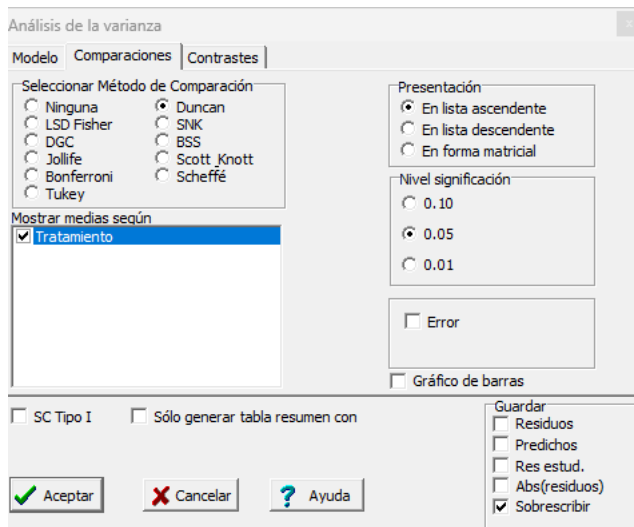 Análisis de la varianza
x
Modelo Comparaciones Contrastes
Seleccionar Método de Comparación
Ninguna
LSD Fisher
DGC
Jollife
Bonferroni
Tukey
Duncan
SNK
BSS
Scott_Knott
Scheffé
Mostrar medias según
Tratamiento
Presentación
En lista ascendente
En lista descendente
En forma matricial
Nivel significación
0.10
0.05
0.01
Error
Gráfico de barras
SC Tipo I
Sólo generar tabla resumen con
Guardar
Residuos
Predichos
Res estud.
Abs(residuos)
Sobrescribir
Aceptar
Cancelar
? Ayuda